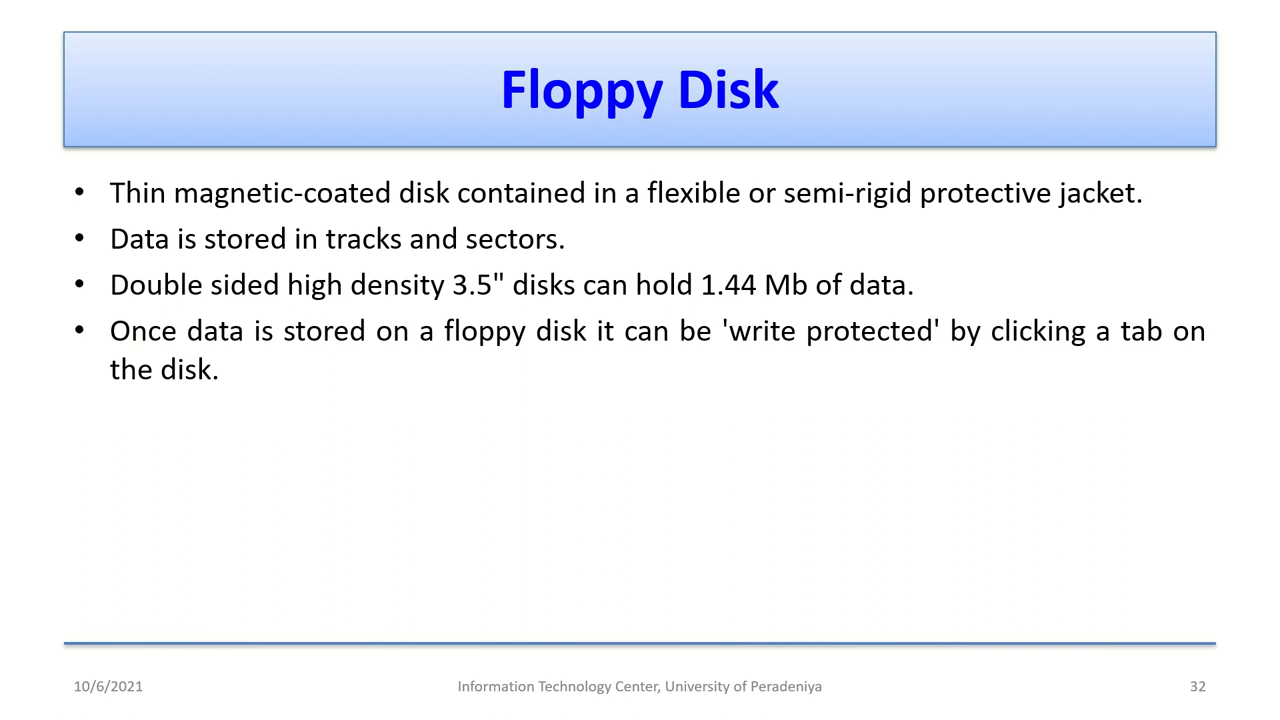 Floppy Disk
• Thin magnetic-coated disk contained in a flexible or semi-rigid protective jacket.
• Data is stored in tracks and sectors.
• Double sided high density 3.5" disks can hold 1.44 Mb of data.
• Once data is stored on a floppy disk it can be 'write protected' by clicking a tab on
the disk.
10/6/2021
Information Technology Center, University of Peradeniya
32